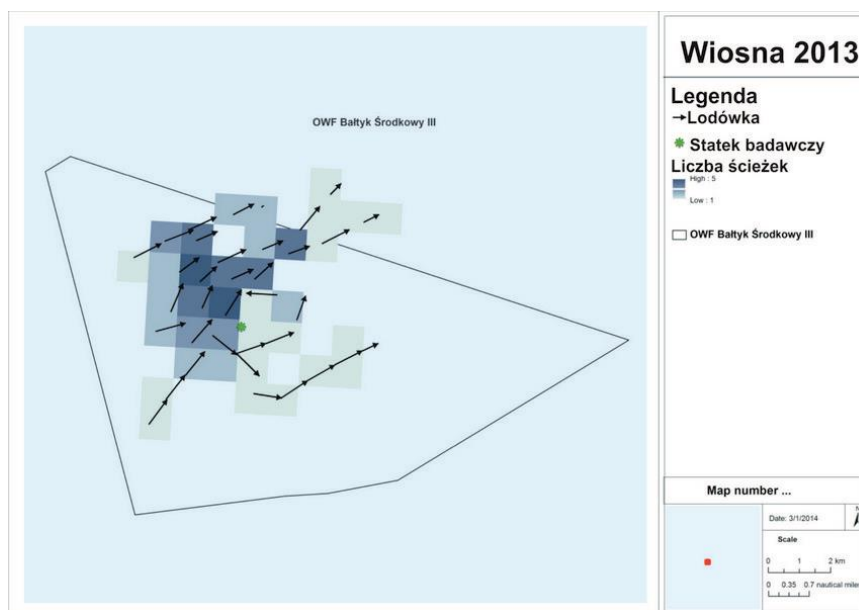 OWF Bałtyk Środkowy III
Wiosna 2013
Legenda
Lodówka
Statek badawczy
Liczba ścieżek
High : 5
Low : 1
OWF Bałtyk Środkowy III
Map number ...
Date: 3/1/2014
N
Scale
0 1 2 km
0 0.35 0.7 nautical mile